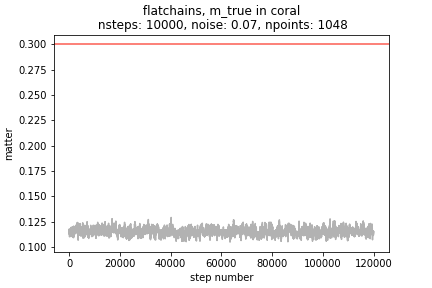 flatchains, m_true in coral
nsteps: 10000, noise: 0.07, npoints: 1048
0.300
0.275
0.250
0.225
0.200
0.175
0.150
0.125
0.100
matter
0 20000 40000 60000 80000 100000 120000
step number